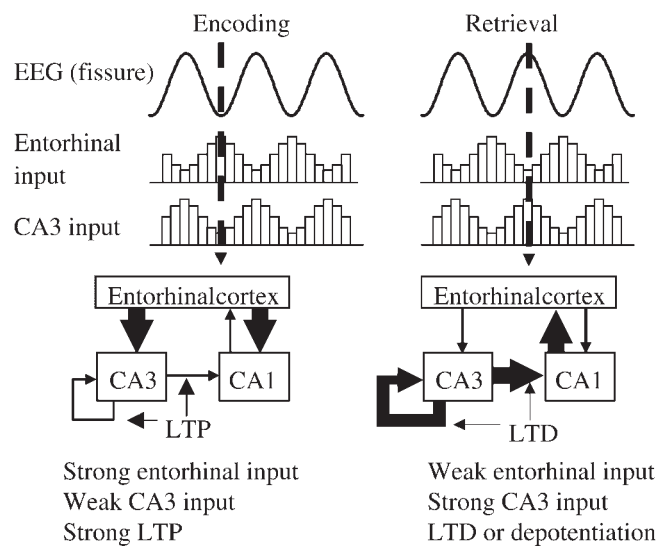 Encoding
Retrieval
EEG (fissure)
Entorhinal
input
CA3 input
Entorhinalcortex
Entorhinalcortex
CA3
CA1
CA3
CA1
LTP
LTD
Strong entorhinal input
Weak CA3 input
Strong LTP
Weak entorhinal input
Strong CA3 input
LTD or depotentiation